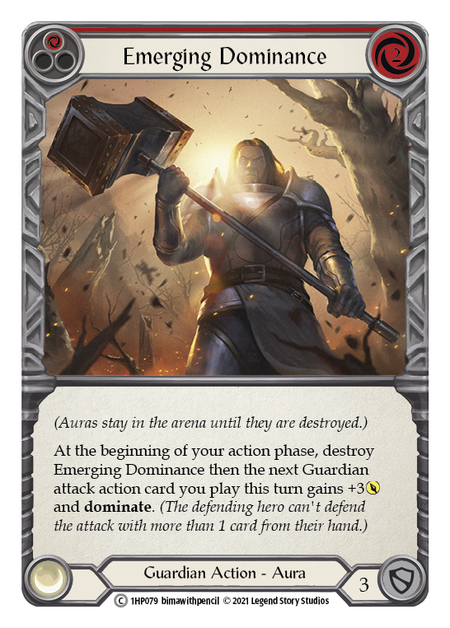 Emerging Dominance
2
(Auras stay in the arena until they are destroyed.)
At the beginning of your action phase, destroy
Emerging Dominance then the next Guardian
attack action card you play this turn gains +3
and dominate. (The defending hero can't defend
the attack with more than 1 card from their hand.)
Guardian Action - Aura
3
C 1HP079 bimawithpencil © 2021 Legend Story Studios